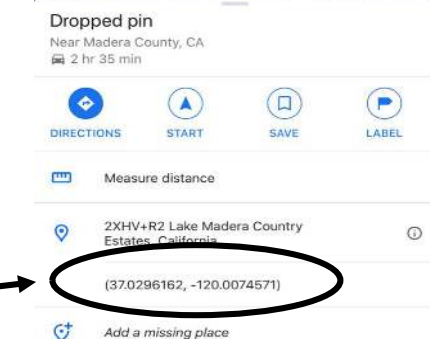 Dropped pin
Near Madera County, CA
2 hr 35 min
DIRECTIONS START SAVE LABEL
Measure distance
2XHV+R2 Lake Madera Country
Estates, California
(37.0296162, -120.0074571)
Add a missing place